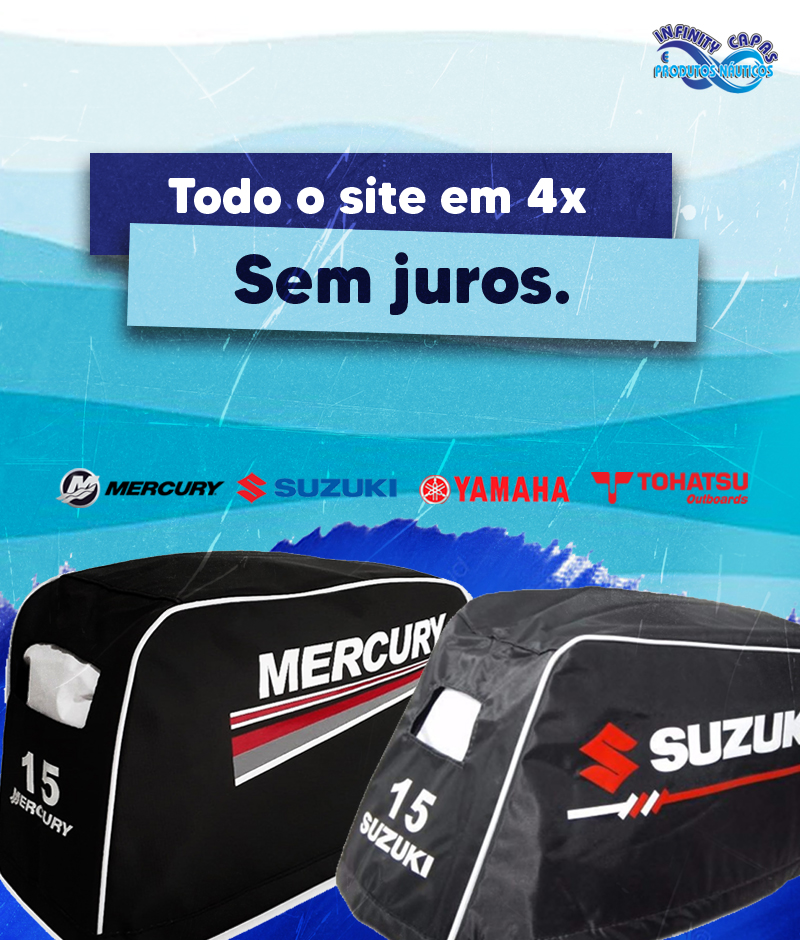 INFINITY CAPAS
E
PRODUTOS NÁUTICOS
Todo o site em 4x
Sem juros.
MERCURY
SUZUKI
YAMAHA
TOHATSU
Outboards
MERCURY
15
MERCURY
SUZUK
15
SUZUKI